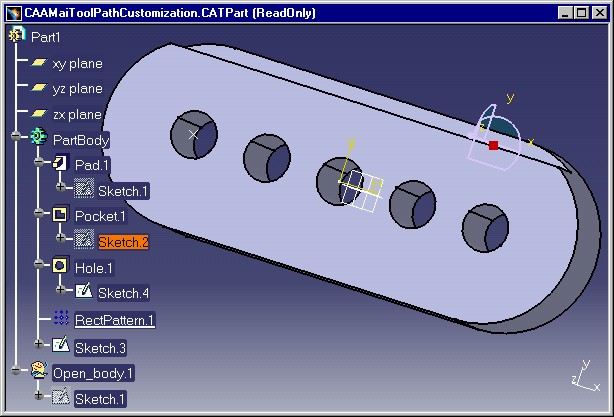 CAAMaiToolPathCustomization.CATPart (ReadOnly)
Part1
xy plane
yz plane
zx plane
PartBody
Pad.1
Sketch.1
Pocket.1
Sketch.2
Hole.1
Sketch.4
RectPattern.1
Sketch.3
Open_body.1
Sketch.1
y
z
x
y
y
z
x